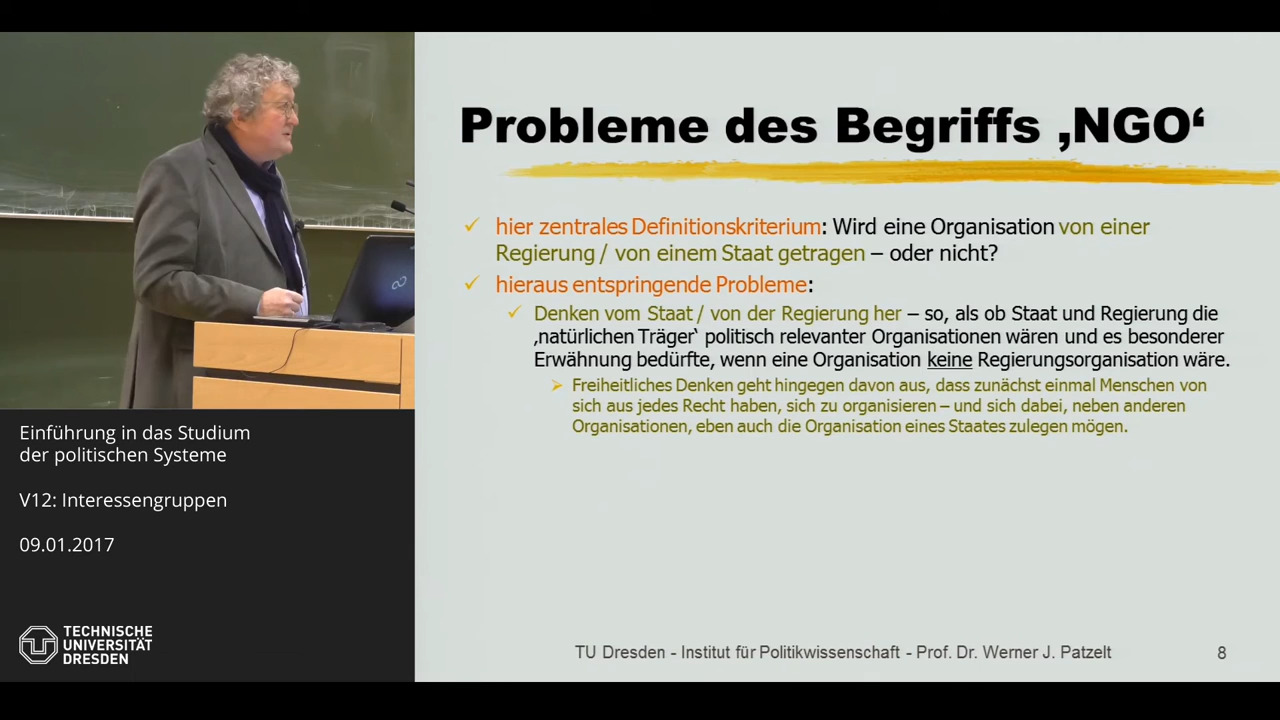 Probleme des Begriffs ‚NGO‘
hier zentrales Definitionskriterium: Wird eine Organisation von einer
Regierung / von einem Staat getragen – oder nicht?
hieraus entspringende Probleme:
Denken vom Staat / von der Regierung her – so, als ob Staat und Regierung die
‚natürlichen Träger‘ politisch relevanter Organisationen wären und es besonderer
Erwähnung bedürfte, wenn eine Organisation keine Regierungsorganisation wäre.
Freiheitliches Denken geht hingegen davon aus, dass zunächst einmal Menschen von
sich aus jedes Recht haben, sich zu organisieren – und sich dabei, neben anderen
Organisationen, eben auch die Organisation eines Staates zulegen mögen.
Einführung in das Studium
der politischen Systeme
V12: Interessengruppen
09.01.2017
TECHNISCHE
UNIVERSITÄT
DRESDEN
TU Dresden - Institut für Politikwissenschaft - Prof. Dr. Werner J. Patzelt
8